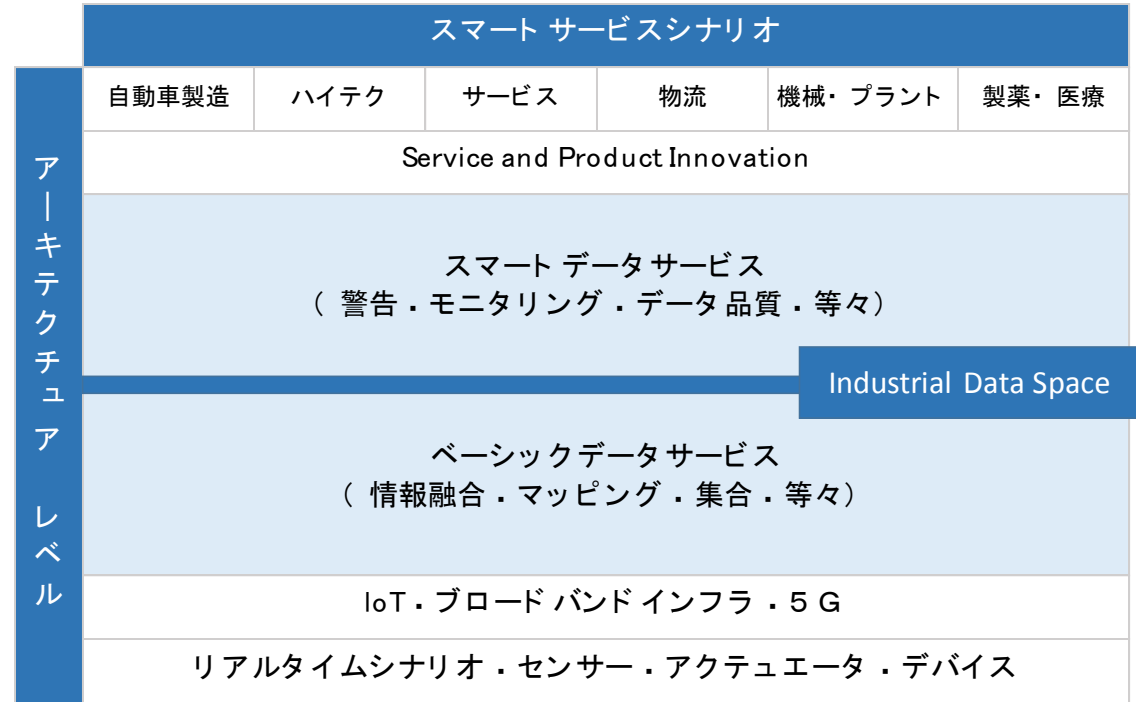 スマートサービスシナリオ
自動車製造 ハイテク サービス 物流 機械・プラント 製薬・医療
アーキテクチュア レベル
Service and Product Innovation
スマートデータサービス
(警告・モニタリング・データ品質・等々)
Industrial Data Space
ベーシックデータサービス
(情報融合・マッピング・集合・等々)
IoT・ブロードバンドインフラ・5G
リアルタイムシナリオ・センサー・アクテュエータ・デバイス